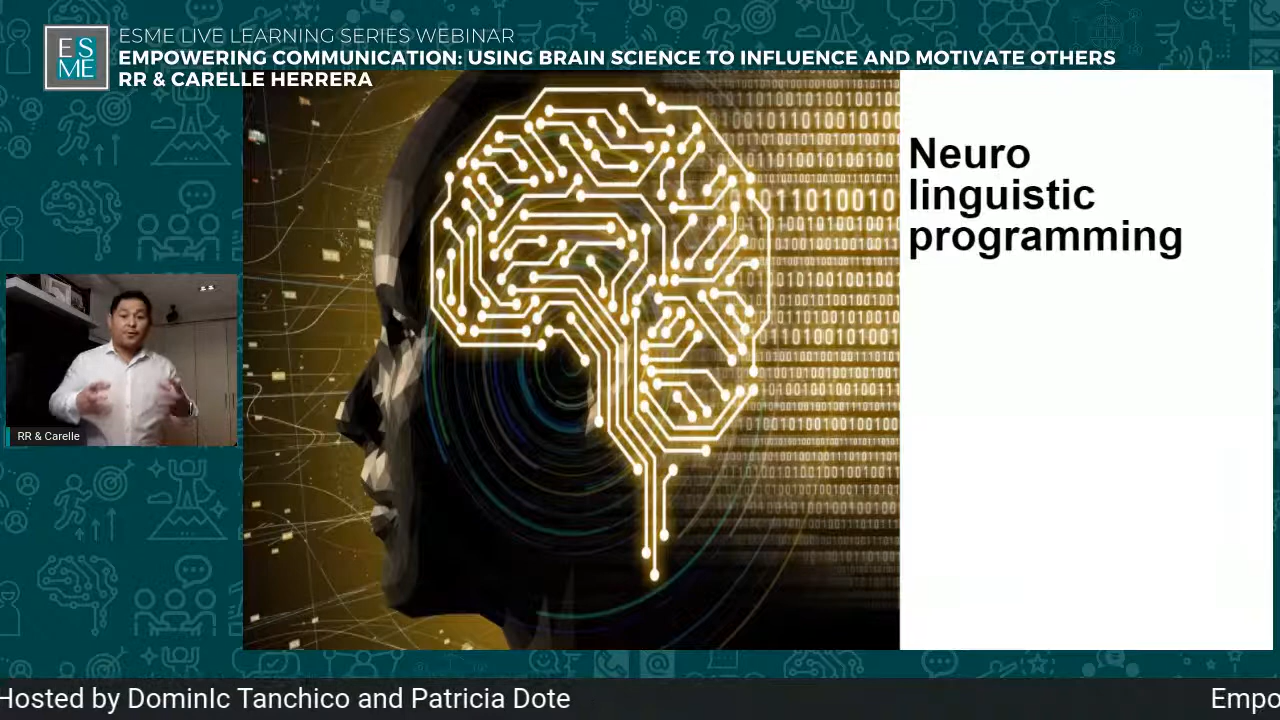 ES
ME
ESME LIVE LEARNING SERIES WEBINAR
EMPOWERING COMMUNICATION: USING BRAIN SCIENCE TO INFLUENCE AND MOTIVATE OTHERS
RR & CARELLE HERRERA
Neuro
linguistic
programming
RR & Carelle
Hosted by DominIc Tanchico and Patricia Dote
Empo